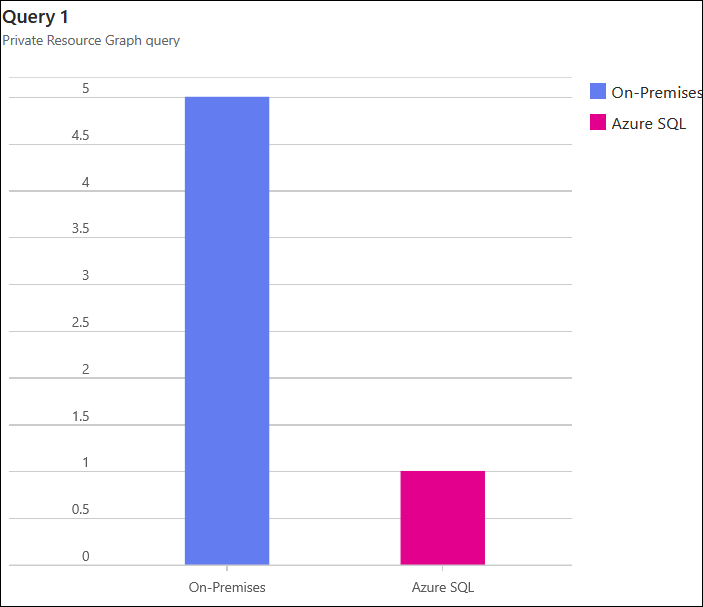 Query 1
Private Resource Graph query
5
4.5
4
3.5
3
2.5
2
1.5
1
0.5
0
On-Premises
Azure SQL
On-Premises
Azure SQL